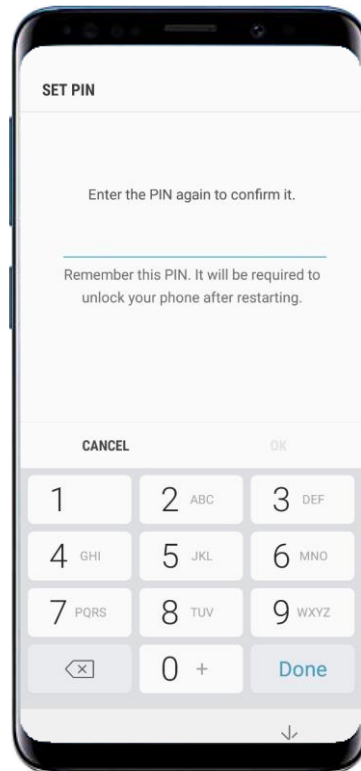 SET PIN
Enter the PIN again to confirm it.
Remember this PIN. It will be required to
unlock your phone after restarting.
CANCEL OK
1 2 ABC 3 DEF
4 GHI 5 JKL 6 MNO
7 PQRS 8 TUV 9 WXYZ
0 + Done